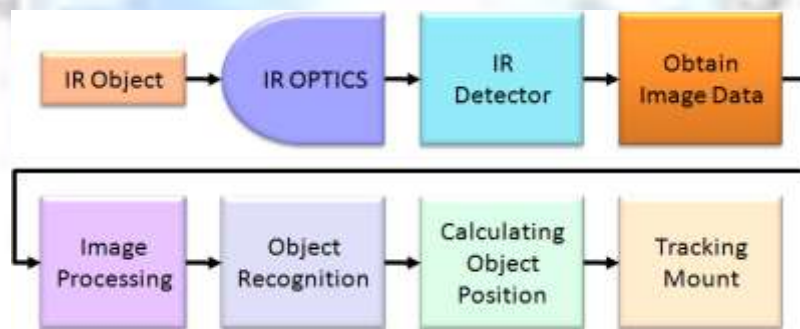 IR Object
IR OPTICS
IR
Detector
Obtain
Image Data
Image
Processing
Object
Recognition
Calculating
Object
Position
Tracking
Mount